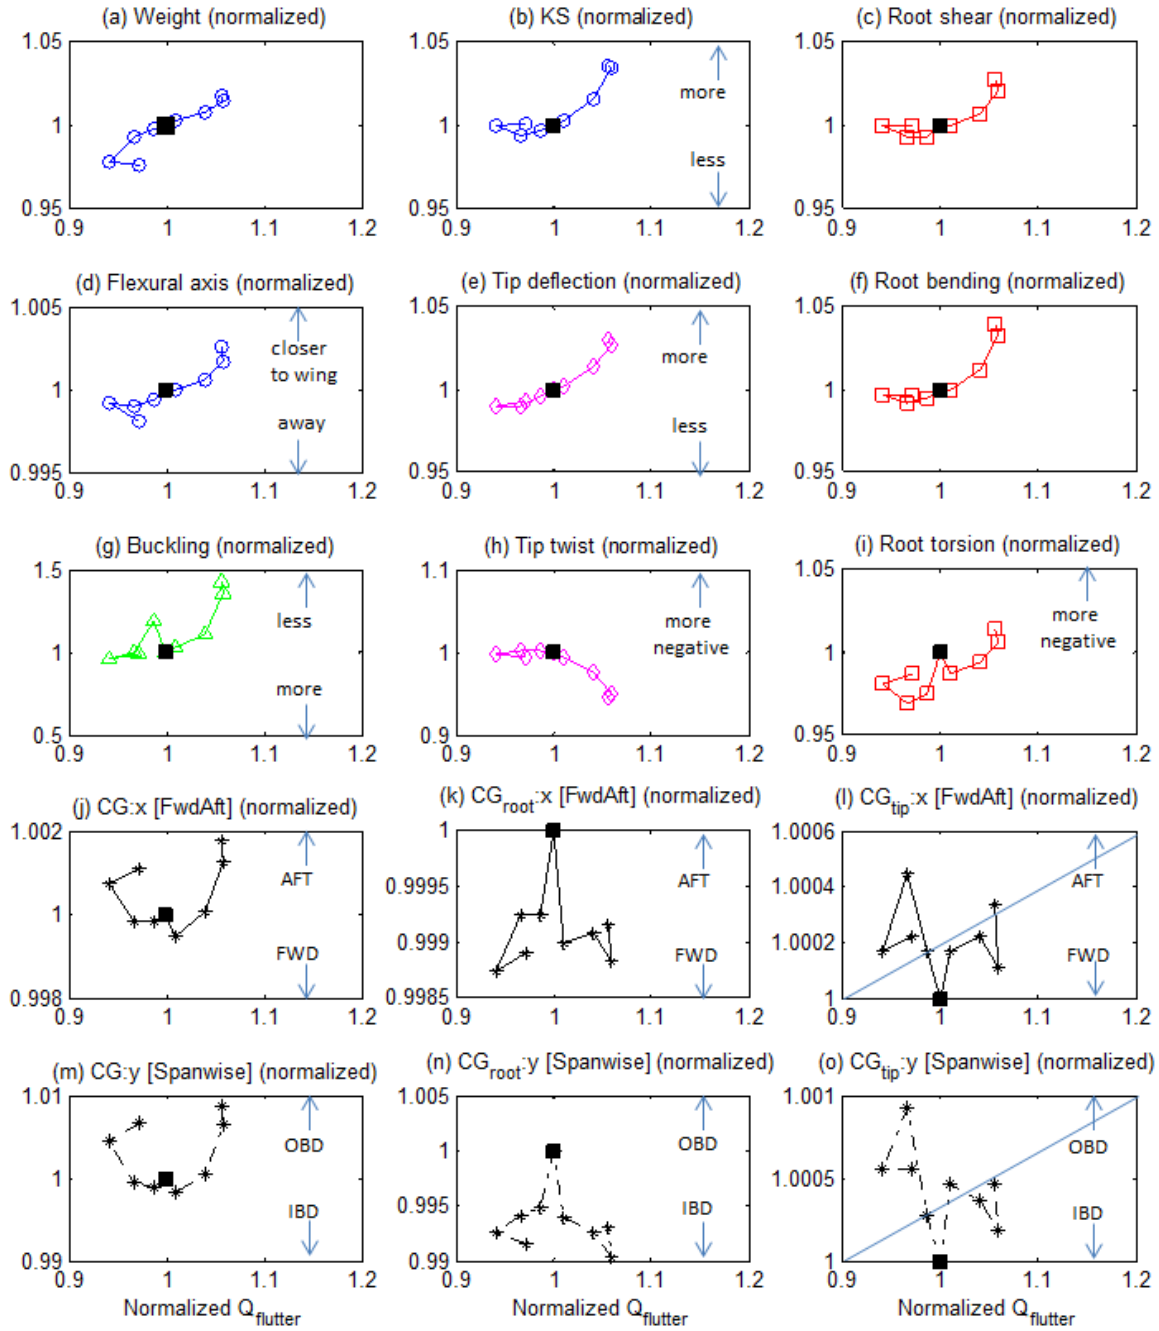 (a) Weight (normalized) (b) KS (normalized) (c) Root shear (normalized)
1.05 1.05 1.05
more
1 1 1
less
0.95 0.95 0.95
0.9 1 1.1 1.2 0.9 1 1.1 1.2 0.9 1 1.1 1.2
(d) Flexural axis (normalized) (e) Tip deflection (normalized) (f) Root bending (normalized)
1.005 1.05 1.05
closer
to wing more
1 1 1
away less
0.995 0.95 0.95
0.9 1 1.1 1.2 0.9 1 1.1 1.2 0.9 1 1.1 1.2
(g) Buckling (normalized) (h) Tip twist (normalized) (i) Root torsion (normalized)
1.5 1.1 1.05
less more more
negative negative
1 1 1
more
0.5 0.9 0.95
0.9 1 1.1 1.2 0.9 1 1.1 1.2 0.9 1 1.1 1.2
(j) CG:x [FwdAft] (normalized) (k) CGroot:x [FwdAft] (normalized) (l) CGtip:x [FwdAft] (normalized)
1.002 1 1.0006
AFT 0.9995 AFT 1.0004 AFT
1 0.999 1.0002
FWD FWD FWD
0.998 0.9985 1
0.9 1 1.1 1.2 0.9 1 1.1 1.2 0.9 1 1.1 1.2
(m) CG:y [Spanwise] (normalized) (n) CGroot:y [Spanwise] (normalized) (o) CGtip:y [Spanwise] (normalized)
1.01 1.005 1.001
OBD 1 OBD OBD
1 0.995 1.0005
IBD IBD IBD
0.99 0.99 1
0.9 1 1.1 1.2 0.9 1 1.1 1.2 0.9 1 1.1 1.2
Normalized Qflutter Normalized Qflutter Normalized Qflutter